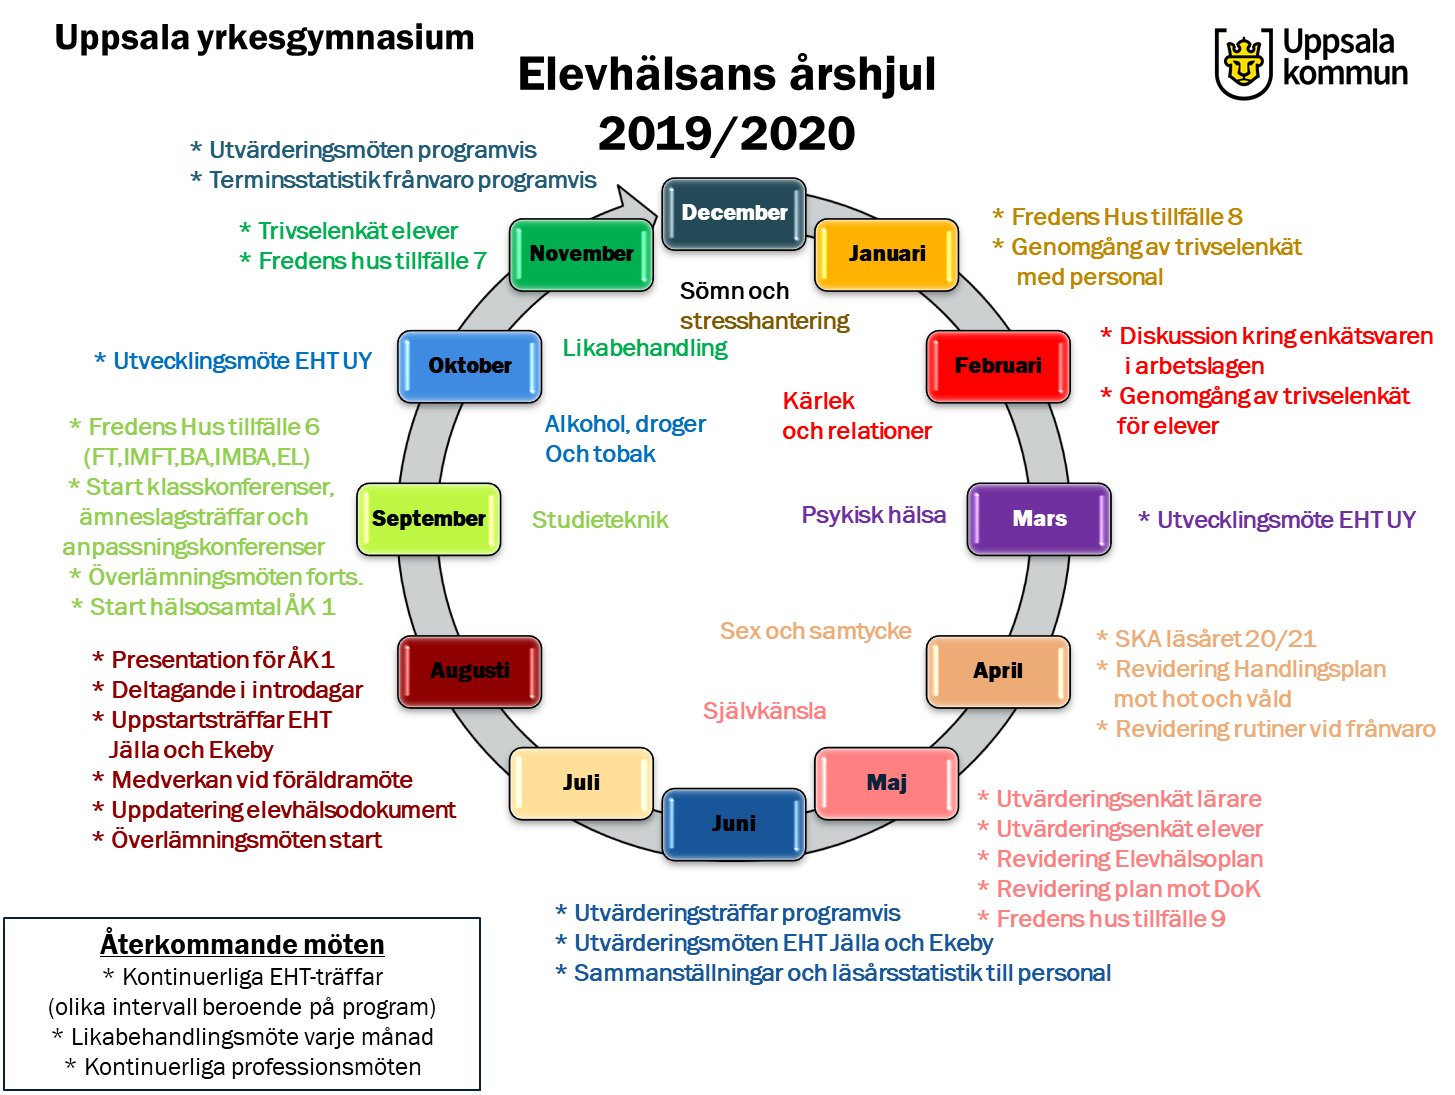 Uppsala yrkesgymnasium
Uppsala
kommun
Elevhälsans årshjul
2019/2020
* Utvärderingsmöten programvis
* Terminsstatistik frånvaro programvis
December
* Trivselenkät elever
* Fredens hus tillfälle 7
November
Januari
* Fredens Hus tillfälle 8
* Genomgång av trivselenkät
med personal
Sömn och
stresshantering
* Utvecklingsmöte EHT UY
Oktober
Likabehandling
Februari
* Diskussion kring enkätsvaren
i arbetslagen
* Genomgång av trivselenkät
för elever
Kärlek
och relationer
Alkohol, droger
Och tobak
* Fredens Hus tillfälle 6
(FT,IMFT,BA,IMBA,EL)
* Start klasskonferenser,
ämneslagsträffar och
anpassningskonferenser
* Överlämningsmöten forts.
* Start hälsosamtal ÅK 1
September
Studieteknik
Psykisk hälsa
Mars
* Utvecklingsmöte EHT UY
Sex och samtycke
April
* SKA läsåret 20/21
* Revidering Handlingsplan
mot hot och våld
* Revidering rutiner vid frånvaro
* Presentation för ÅK1
* Deltagande i introdagar
* Uppstartsträffar EHT
Jälla och Ekeby
* Medverkan vid föräldramöte
* Uppdatering elevhälsodokument
* Överlämningsmöten start
Augusti
Självkänsla
Juli
Juni
Maj
* Utvärderingsenkät lärare
* Utvärderingsenkät elever
* Revidering Elevhälsoplan
* Revidering plan mot DoK
* Fredens hus tillfälle 9
* Utvärderingsträffar programvis
* Utvärderingsmöten EHT Jälla och Ekeby
* Sammanställningar och läsårsstatistik till personal
Återkommande möten
* Kontinuerliga EHT-träffar
(olika intervall beroende på program)
* Likabehandlingsmöte varje månad
* Kontinuerliga professionsmöten